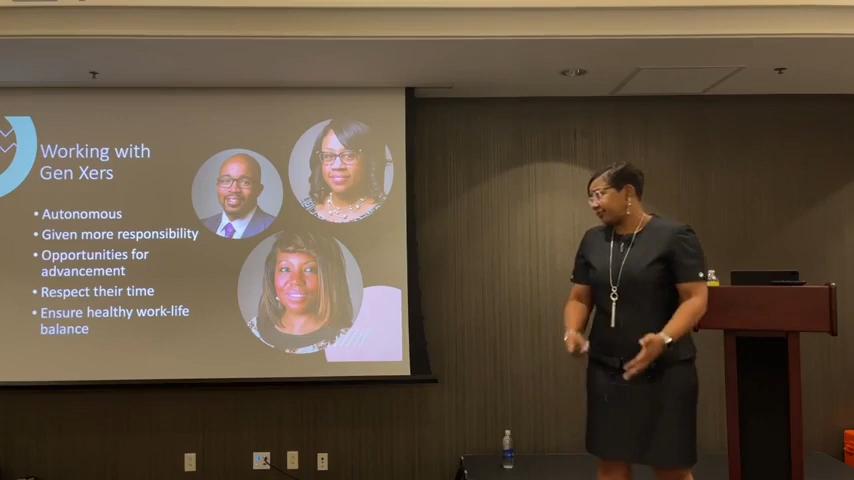 Working with
Gen Xers
• Autonomous
• Given more responsibility
• Opportunities for
advancement
• Respect their time
• Ensure healthy work-life
balance